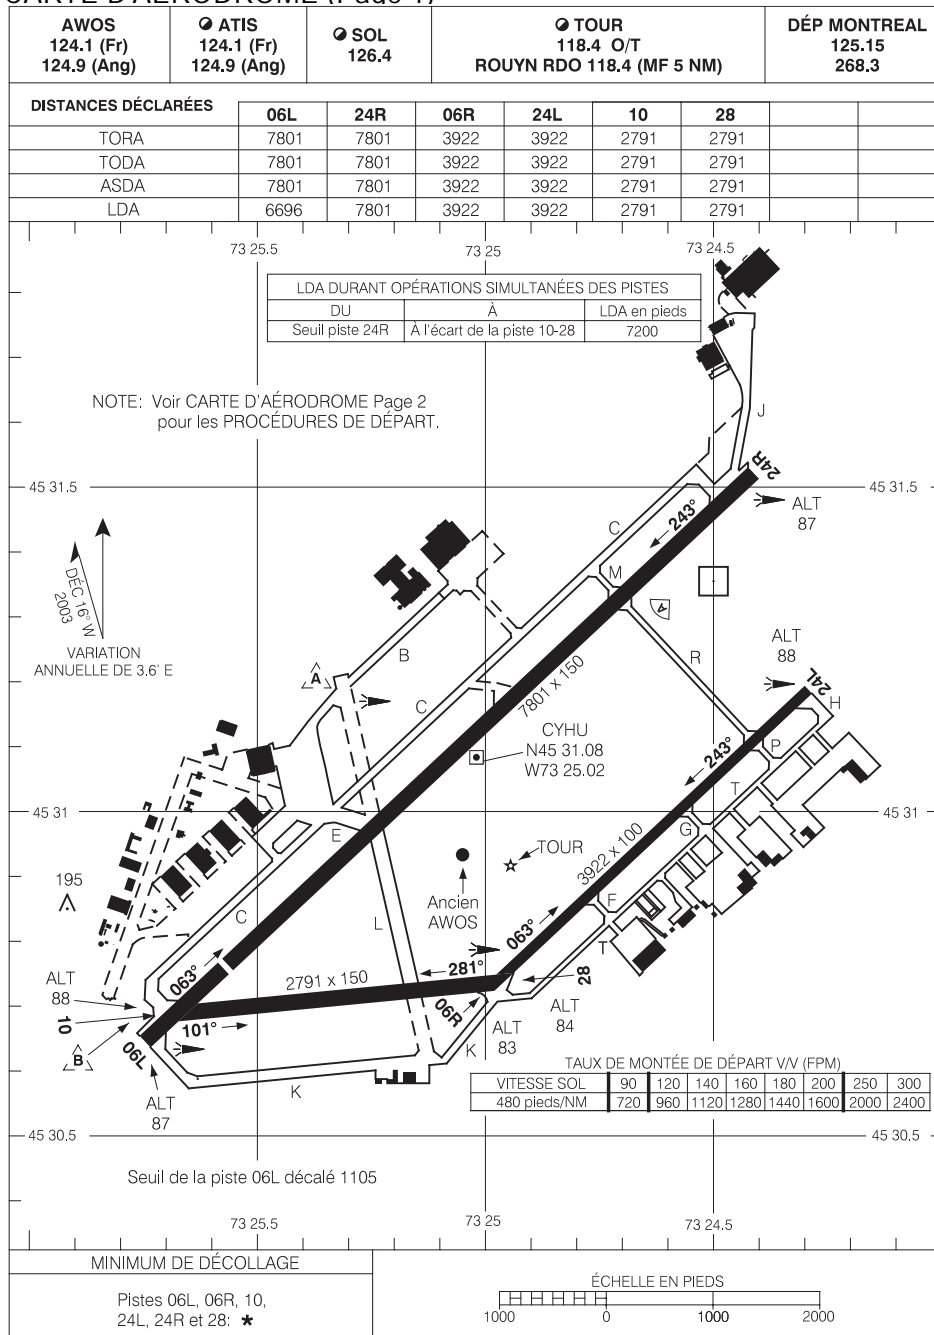 CARTE D'AÉRODROME (Page 1)
AWOS
124.1 (Fr)
124.9 (Ang)
ATIS
124.1 (Fr)
124.9 (Ang)
SOL
126.4
TOUR
118.4 O/T
ROUYN RDO 118.4 (MF 5 NM)
DÉP MONTREAL
125.15
268.3
DISTANCES DÉCLARÉES 06L 24R 06R 24L 10 28
TORA 7801 7801 3922 3922 2791 2791
TODA 7801 7801 3922 3922 2791 2791
ASDA 7801 7801 3922 3922 2791 2791
LDA 6696 7801 3922 3922 2791 2791
73 25.5 73 25 73 24.5
LDA DURANT OPÉRATIONS SIMULTANÉES DES PISTES
DU À LDA en pieds
Seuil piste 24R À l'écart de la piste 10-28 7200
NOTE: Voir CARTE D'AÉRODROME Page 2
pour les PROCÉDURES DE DÉPART.
J
24R
45 31.5 45 31.5
ALT
87
C
243°
M
A
DÉC 16° W
2003
VARIATION
ANNUELLE DE 3.6' E
B
R
ALT
88
A
24L
H
C
7801 x 150
CYHU
N45 31.08
W73 25.02
243°
P
T
45 31 45 31
E
G
TOUR
3922 x 100
195
Ancien
AWOS
F
C
L
063°
T
063°
281°
28
2791 x 150
ALT
88
10
101°
06R
ALT
84
ALT
83
B
06L
K
K
ALT
87
TAUX DE MONTÉE DE DÉPART V/V (FPM)
VITESSE SOL 90 120 140 160 180 200 250 300
480 pieds/NM 720 960 1120 1280 1440 1600 2000 2400
45 30.5 45 30.5
Seuil de la piste 06L décalé 1105
73 25.5 73 25 73 24.5
MINIMUM DE DÉCOLLAGE
Pistes 06L, 06R, 10,
24L, 24R et 28: *
ÉCHELLE EN PIEDS
1000 0 1000 2000